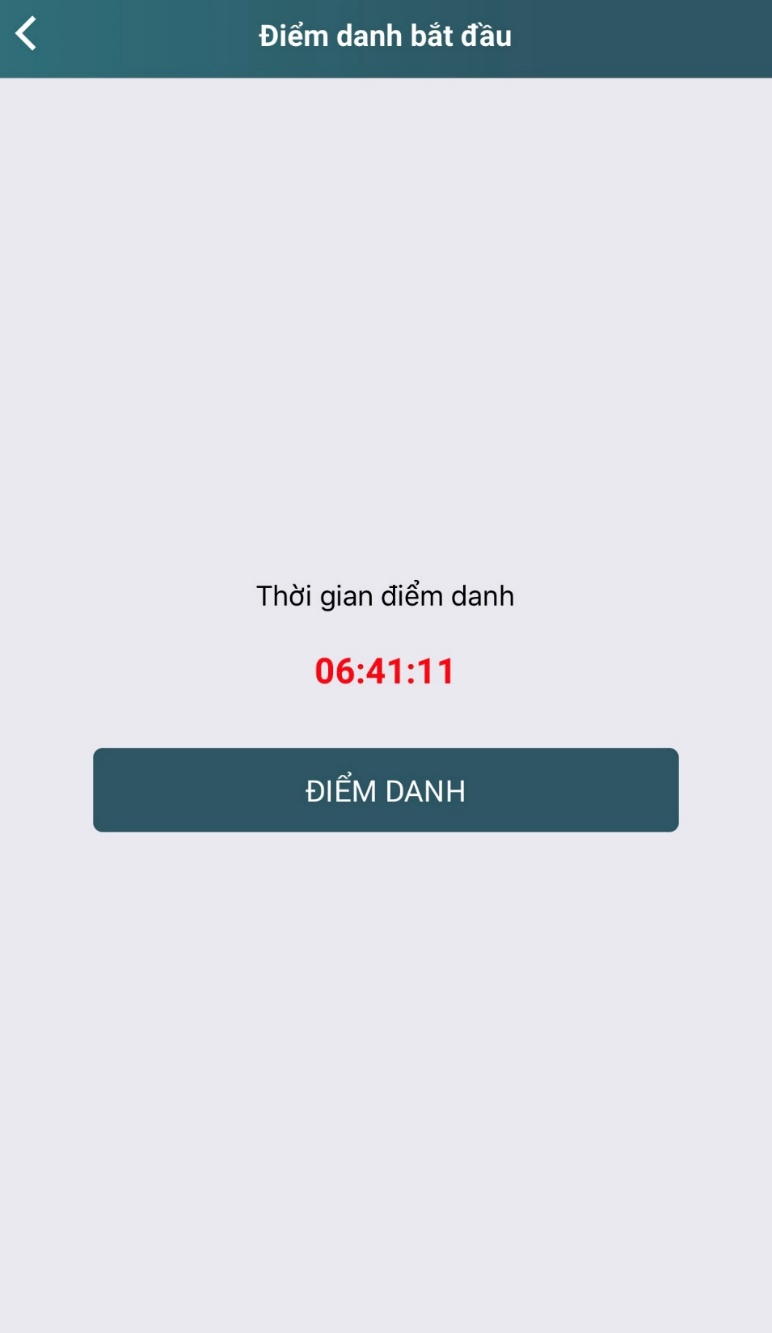 Điểm danh bắt đầu
Thời gian điểm danh
06:41:11
ĐIỂM DANH